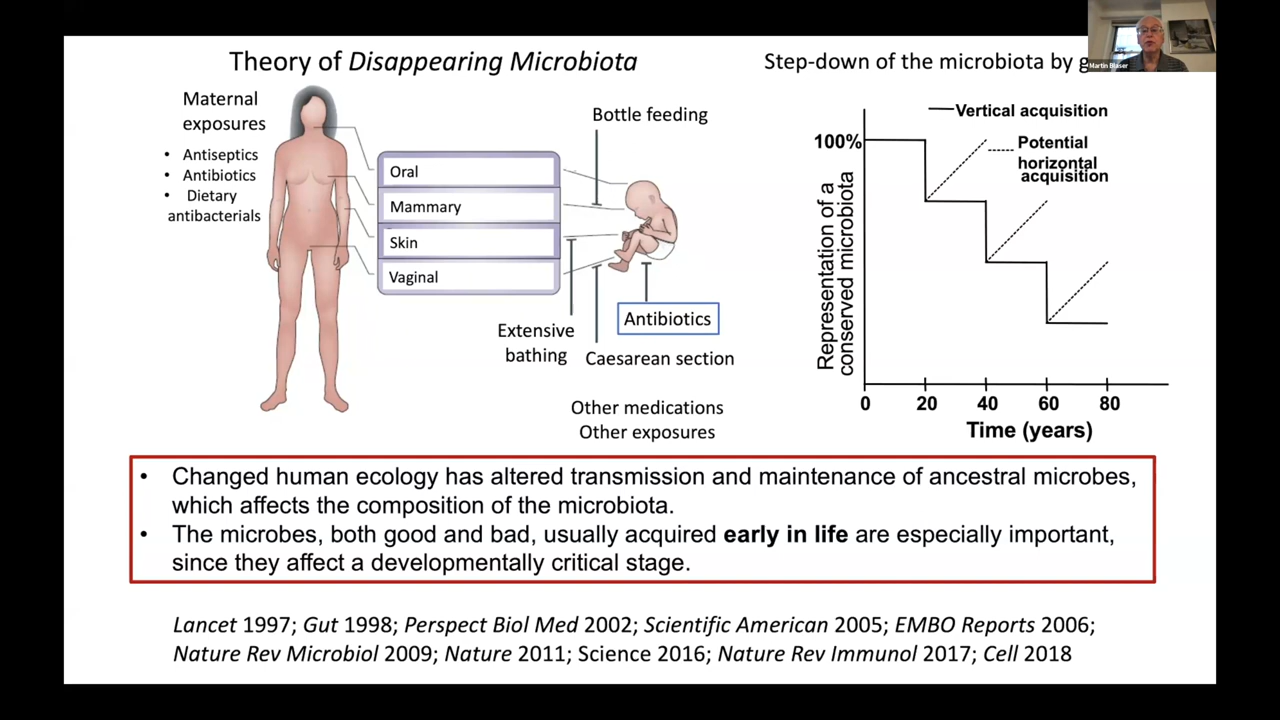 Theory of Disappearing Microbiota
Maternal
exposures
• Antiseptics
• Antibiotics
• Dietary
antibacterials
Oral
Mammary
Skin
Vaginal
Bottle feeding
Extensive
bathing
Antibiotics
Caesarean section
Other medications
Other exposures
Step-down of the microbiota by
Martin Blaser
Vertical acquisition
Potential
horizontal
acquisition
100%
Representation of a
conserved microbiota
0 20 40 60 80
Time (years)
• Changed human ecology has altered transmission and maintenance of ancestral microbes,
which affects the composition of the microbiota.
• The microbes, both good and bad, usually acquired early in life are especially important,
since they affect a developmentally critical stage.
Lancet 1997; Gut 1998; Perspect Biol Med 2002; Scientific American 2005; EMBO Reports 2006;
Nature Rev Microbiol 2009; Nature 2011; Science 2016; Nature Rev Immunol 2017; Cell 2018